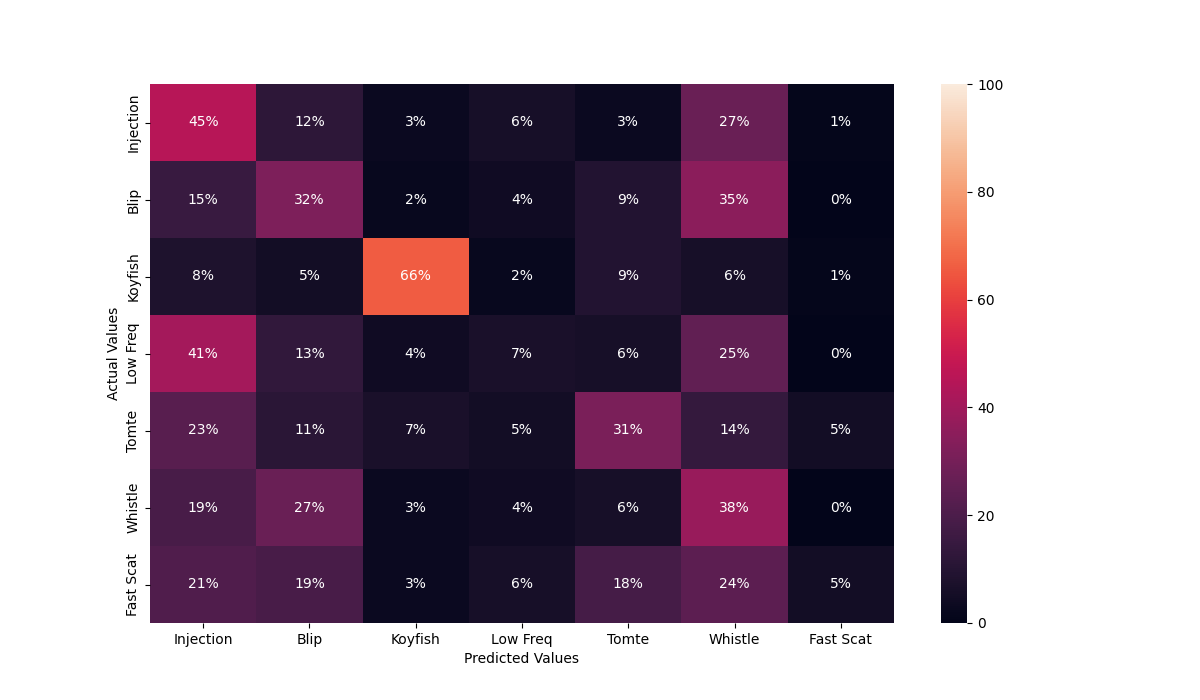 100
80
60
40
20
0
Actual Values
Injection 45% 12% 3% 6% 3% 27% 1%
Blip 15% 32% 2% 4% 9% 35% 0%
Koyfish 8% 5% 66% 2% 9% 6% 1%
Low Freq 41% 13% 4% 7% 6% 25% 0%
Tomte 23% 11% 7% 5% 31% 14% 5%
Whistle 19% 27% 3% 4% 6% 38% 0%
Fast Scat 21% 19% 3% 6% 18% 24% 5%
Injection Blip Koyfish Low Freq Tomte Whistle Fast Scat
Predicted Values